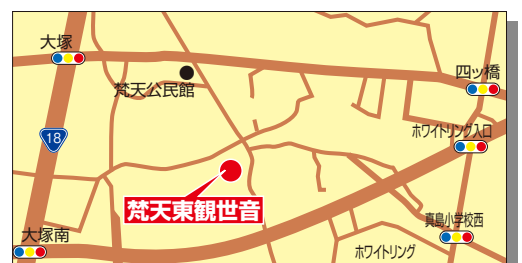 大塚
四ッ橋
梵天公民館
18
ホワイトリング入口
梵天東観世音
真島小学校西
大塚南
ホワイトリング